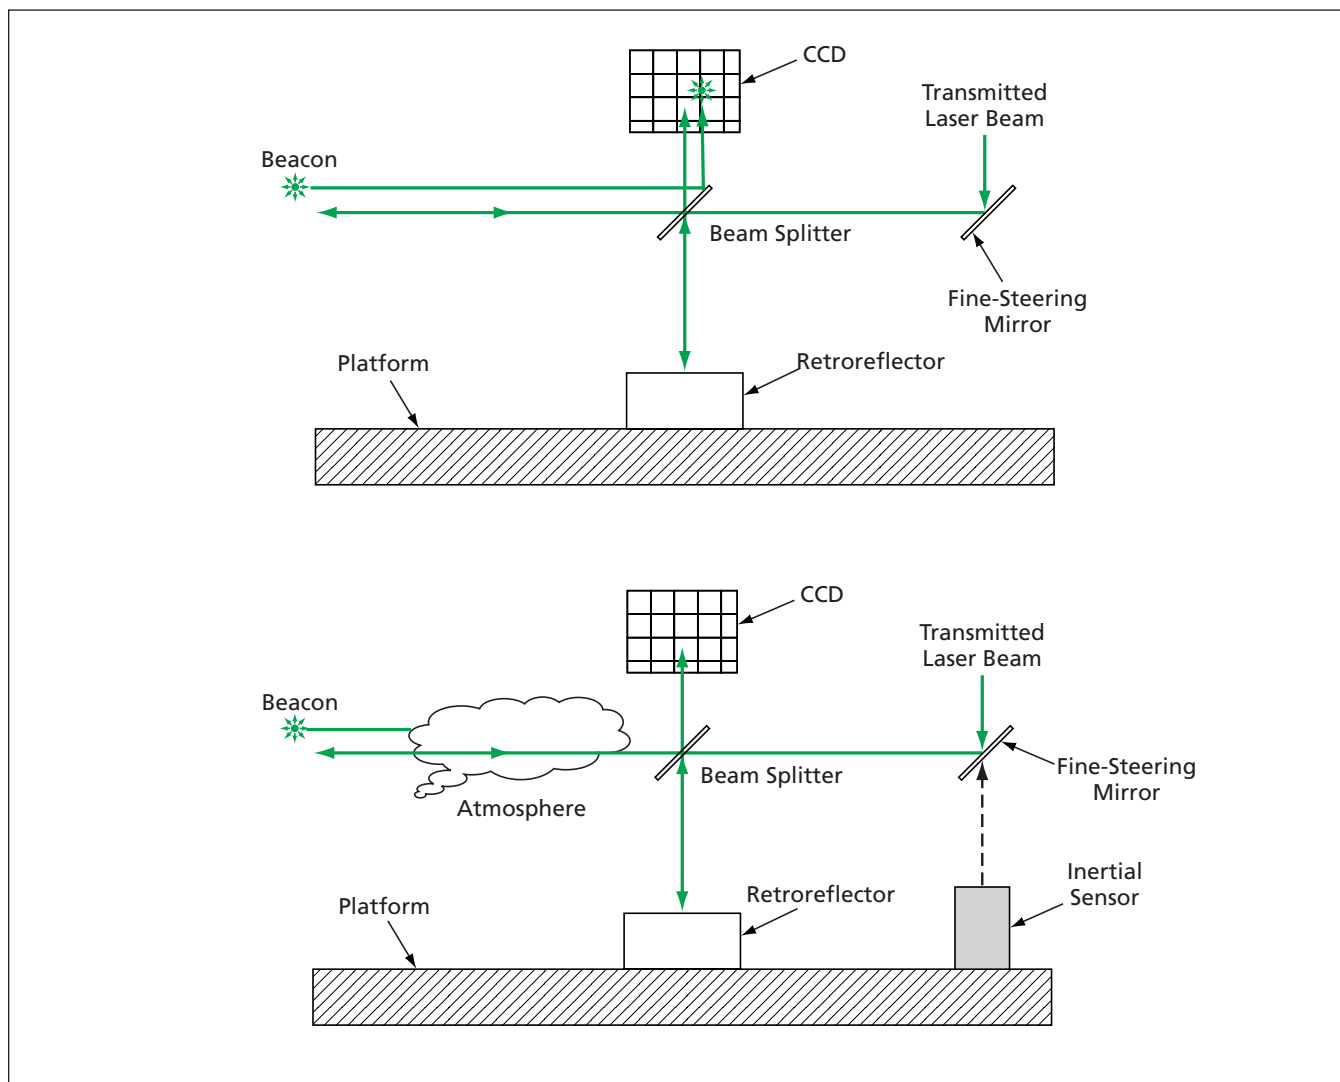 CCD
Transmitted
Laser Beam
Beacon
Beam Splitter
Fine-Steering
Mirror
Platform
Retroreflector
CCD
Transmitted
Laser Beam
Beacon
Fine-Steering
Mirror
Beam Splitter
Atmosphere
Inertial
Sensor
Retroreflector
Platform